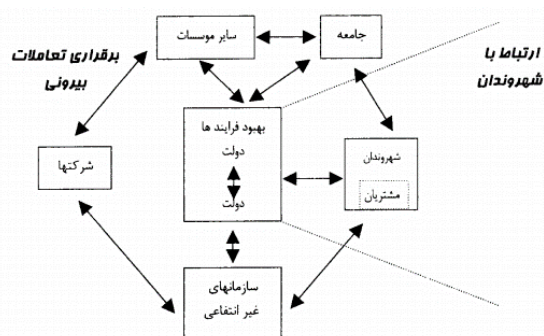 برقراری تعاملات
بیرونی
سایر موسسات
جامعه
ارتباط با
شهروندان
بهبود فرایند ها
دولت
دولت
شرکتها
شهروندان
مشتریان
سازمانهای
غیر انتفاعی